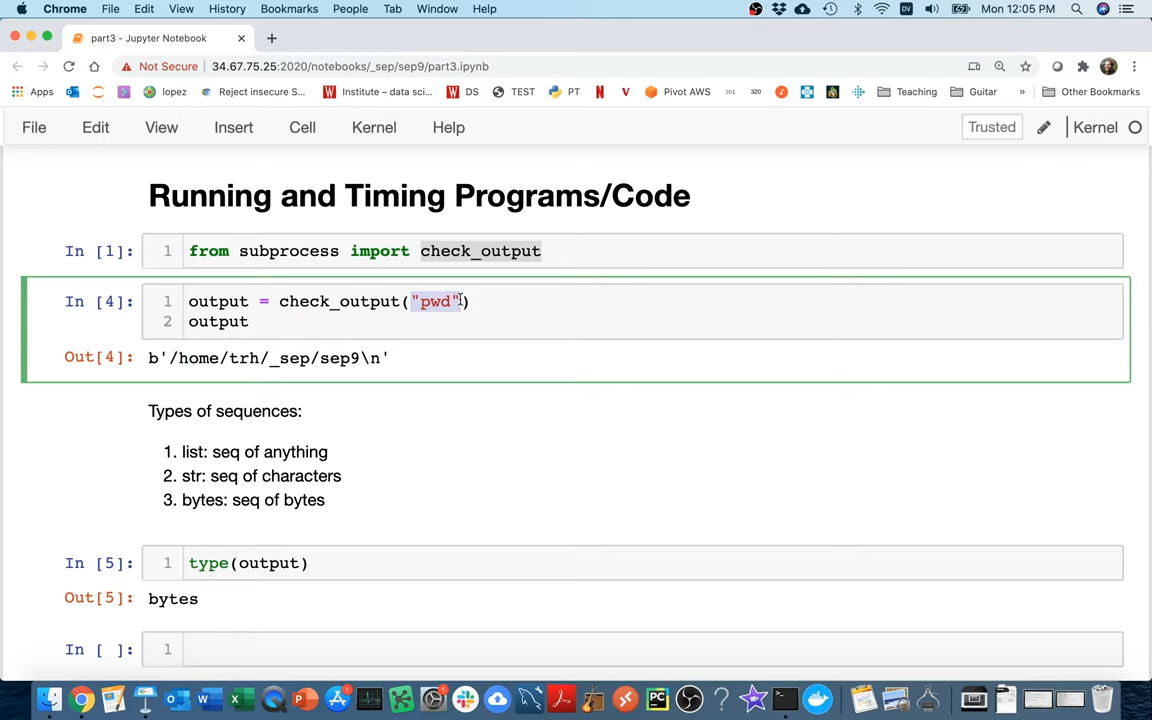 Chrome File Edit View History Bookmarks People Tab Window Help Mon 12:05 PM
part3 - Jupyter Notebook
Not Secure 34.67.75.25:2020/notebooks/_sep/sep9/part3.ipynb
Apps lopez Reject insecure S... Institute – data sci... DS TEST PT Pivot AWS 301 320 Teaching Guitar » Other Bookmarks
File Edit View Insert Cell Kernel Help Trusted Kernel
Running and Timing Programs/Code
In [1]: 1 from subprocess import check_output
In [4]: 1 output = check_output("pwd")
2 output
Out[4]: b'/home/trh/_sep/sep9\n'
Types of sequences:
1. list: seq of anything
2. str: seq of characters
3. bytes: seq of bytes
In [5]: 1 type(output)
Out[5]: bytes
In [ ]: 1